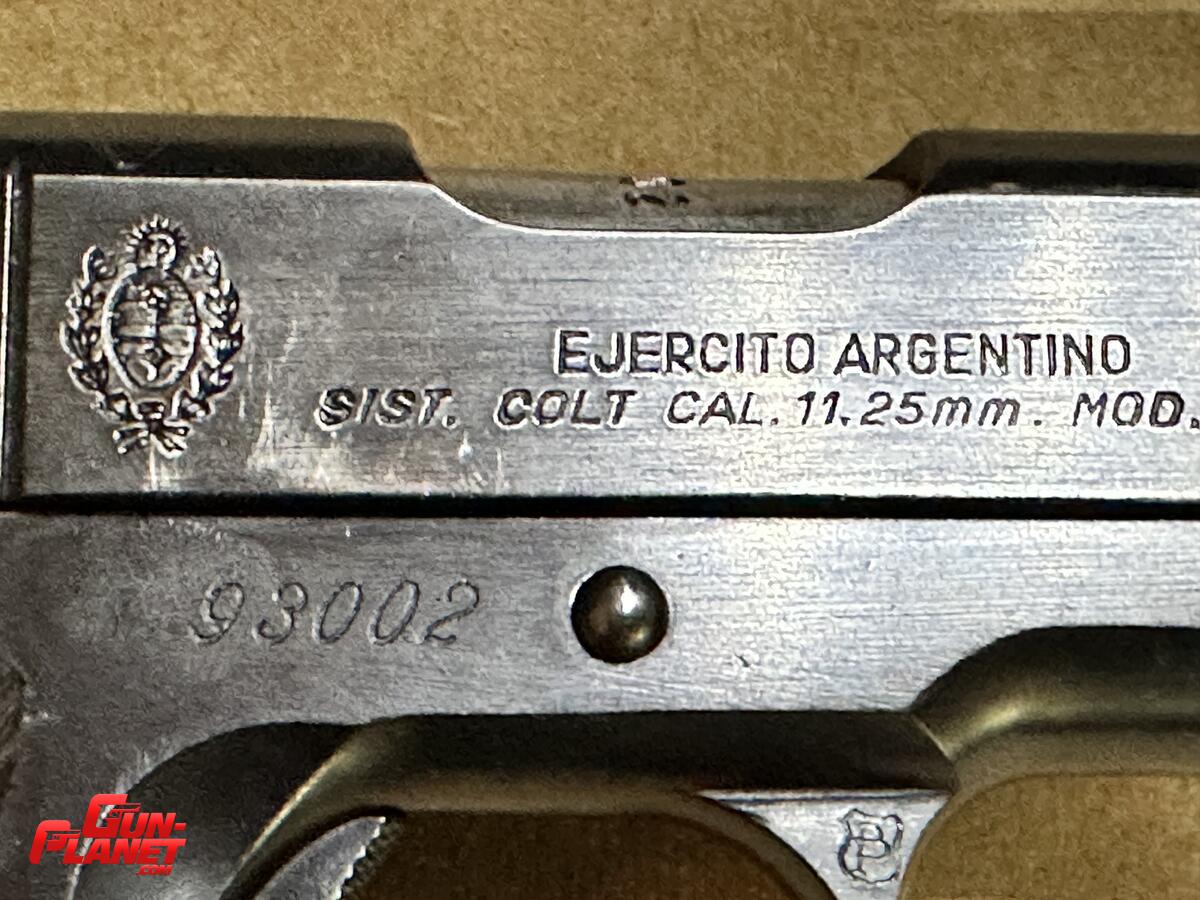 EJERCITO ARGENTINO
SIST. COLT CAL. 11.25mm. MOD.
93002
P
GUN-
PLANET
.COM